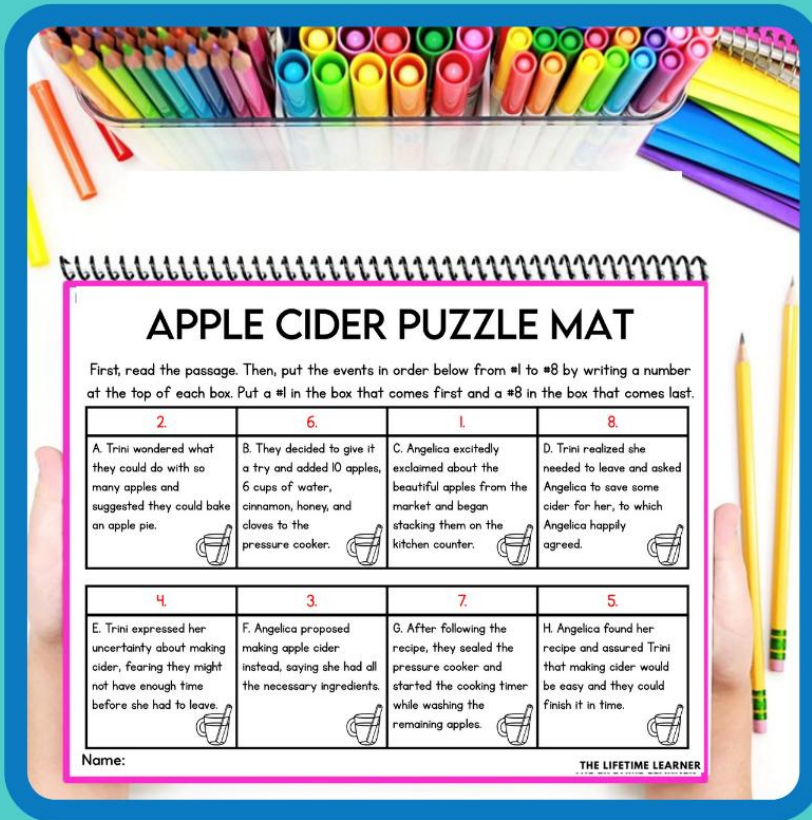 APPLE CIDER PUZZLE MAT
First, read the passage. Then, put the events in order below from #1 to #8 by writing a number
at the top of each box. Put a #1 in the box that comes first and a #8 in the box that comes last.
2.
A. Trini wondered what
they could do with so
many apples and
suggested they could bake
an apple pie.
6.
B. They decided to give it
a try and added 10 apples,
6 cups of water,
cinnamon, honey, and
cloves to the
pressure cooker.
1.
C. Angelica excitedly
exclaimed about the
beautiful apples from the
market and began
stacking them on the
kitchen counter.
8.
D. Trini realized she
needed to leave and asked
Angelica to save some
cider for her, to which
Angelica happily
agreed.
4.
E. Trini expressed her
uncertainty about making
cider, fearing they might
not have enough time
before she had to leave.
3.
F. Angelica proposed
making apple cider
instead, saying she had all
the necessary ingredients.
7.
G. After following the
recipe, they sealed the
pressure cooker and
started the cooking timer
while washing the
remaining apples.
5.
H. Angelica found her
recipe and assured Trini
that making cider would
be easy and they could
finish it in time.
Name:
THE LIFETIME LEARNER